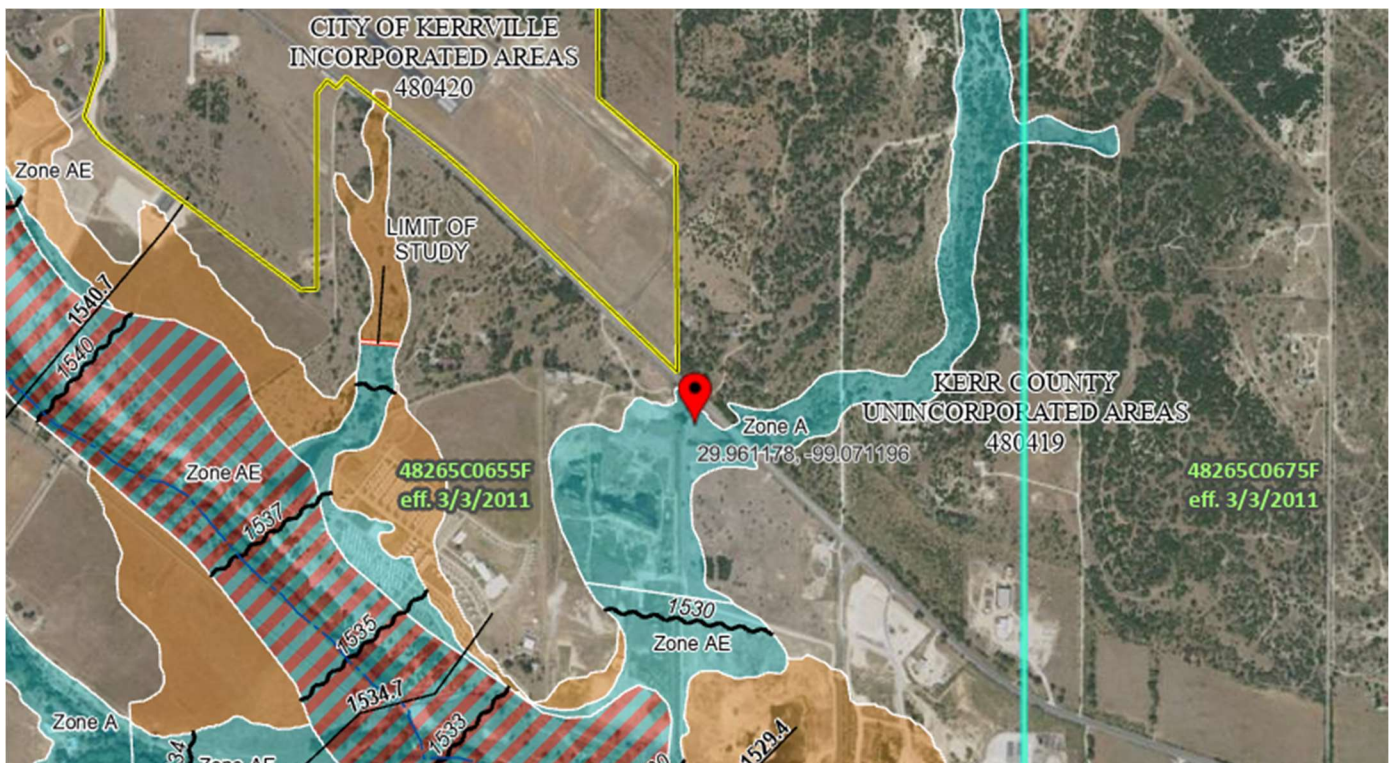 CITY OF KERRVILLE
INCORPORATED AREAS
480420
Zone AE
LIMIT OF
STUDY
1540.7
1540
KERR COUNTY
UNINCORPORATED AREAS
480419
Zone A
29.961178, -99.071196
Zone AE
48265C0655F
eff. 3/3/2011
48265C0675F
eff. 3/3/2011
1537
1530
1535
Zone AE
1534.7
Zone A
1533
1529.4
Zone AE